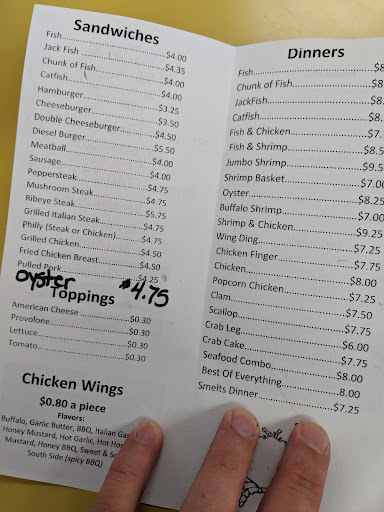 Sandwiches
Fish..............................$4.00
Jack Fish.........................$4.35
Chunk of Fish.....................$4.00
Catfish...........................$4.00
Hamburger.........................$3.25
Cheeseburger......................$3.50
Double Cheeseburger...............$4.50
Diesel Burger.....................$5.50
Meatball..........................$4.00
Sausage...........................$4.00
Peppersteak.......................$4.75
Mushroom Steak....................$4.75
Ribeye Steak......................$5.75
Grilled Italian Steak.............$4.75
Philly (Steak or Chicken).........$4.75
Grilled Chicken...................$4.50
Fried Chicken Breast..............$4.50
Pulled Pork.......................$4.25
oyster $4.75
Toppings
American Cheese...................$0.30
Provolone.........................$0.30
Lettuce...........................$0.30
Tomato............................$0.30
Chicken Wings
$0.80 a piece
Flavors:
Buffalo, Garlic Butter, BBQ, Italian
Honey Mustard, Hot Garlic, Hot
Mustard, Honey BBQ, Sweet &
South Side (spicy BBQ)
Dinners
Fish..............................$8
Chunk of Fish.....................$8.
JackFish..........................$8.
Catfish...........................$8.
Fish & Chicken....................$7.
Fish & Shrimp.....................$8.5
Jumbo Shrimp......................$9.5
Shrimp Basket.....................$7.00
Oyster............................$8.25
Buffalo Shrimp....................$7.00
Shrimp & Chicken..................$9.25
Wing Ding.........................$7.25
Chicken Finger....................$7.75
Chicken...........................$8.00
Popcorn Chicken...................$7.25
Clam..............................$7.50
Scallop...........................$7.75
Crab Leg..........................$6.00
Crab Cake.........................$7.75
Seafood Combo.....................$8.00
Best Of Everything................8.00
Smelts Dinner.....................$7.25